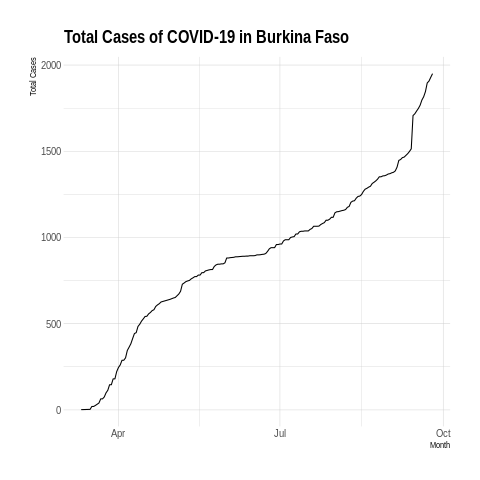 Total Cases of COVID-19 in Burkina Faso
Total Cases
2000
1500
1000
500
0
Apr
Jul
Oct
Month